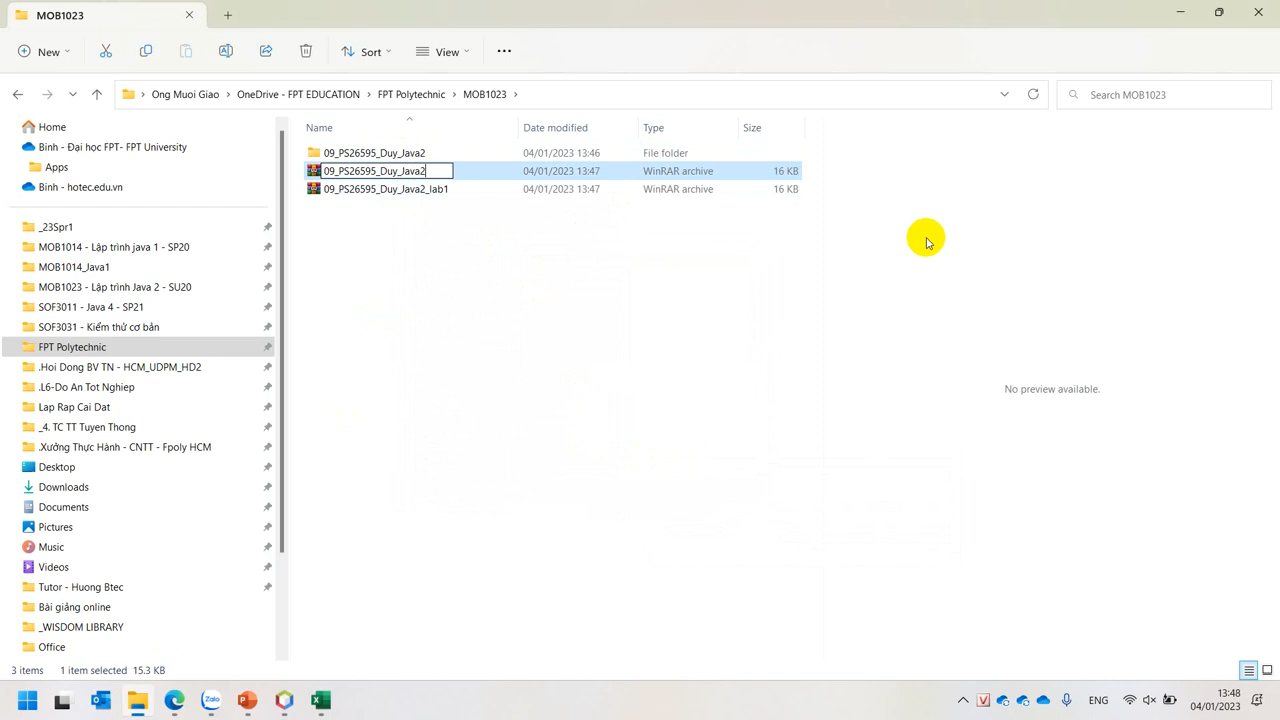 MOB1023
New
Sort
View
Ong Muoi Giao
OneDrive - FPT EDUCATION
FPT Polytechnic
MOB1023
Search MOB1023
Home
Binh - Đại học FPT- FPT University
Apps
Binh - hotec.edu.vn
_23Spr1
MOB1014 - Lập trình java 1 - SP20
MOB1014_Java1
MOB1023 - Lập trình Java 2 - SU20
SOF3011 - Java 4 - SP21
SOF3031 - Kiểm thử cơ bản
FPT Polytechnic
.Hoi Dong BV TN - HCM_UDPM_HD2
.L6-Do An Tot Nghiep
Lap Rap Cai Dat
_4. TC TT Tuyen Thong
.Xưởng Thực Hành - CNTT - Fpoly HCM
Desktop
Downloads
Documents
Pictures
Music
Videos
Tutor - Huong Btec
Bài giảng online
_WISDOM LIBRARY
Office
Name Date modified Type Size
09_PS26595_Duy_Java2 04/01/2023 13:46 File folder
09_PS26595_Duy_Java2 04/01/2023 13:47 WinRAR archive 16 KB
09_PS26595_Duy_Java2_lab1 04/01/2023 13:47 WinRAR archive 16 KB
No preview available.
3 items 1 item selected 15.3 KB
Zalo
ENG
13:48
04/01/2023